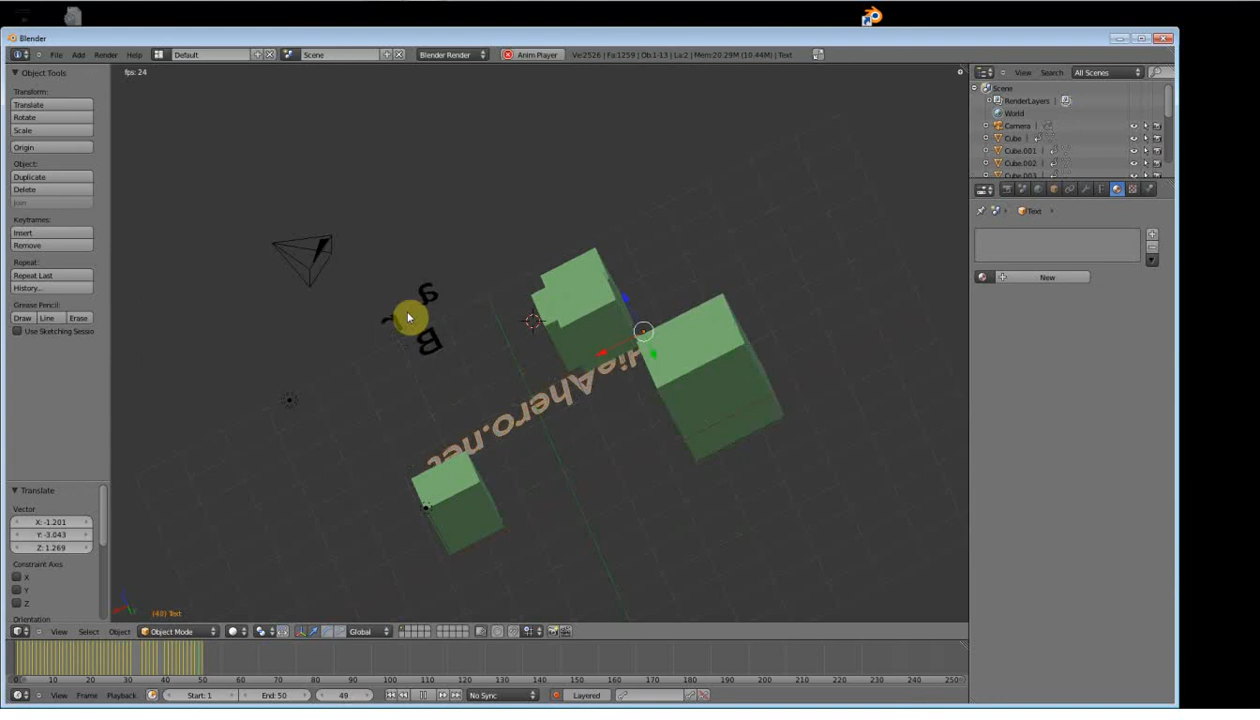 Blender
File Add Render Help Default Scene Blender Render Anim Player Ve:2526 | Fa:1259 | Ob:1-13 | La:2 | Mem:20.29M (10.44M) | Text
Object Tools
Transform:
Translate
Rotate
Scale
Origin
Object:
Duplicate
Delete
Join
Keyframes:
Insert
Remove
Repeat:
Repeat Last
History...
Grease Pencil:
Draw Line Erase
Use Sketching Sessio
Translate
Vector
X: -1.201
Y: -3.043
Z: 1.269
Constraint Axis
X
Y
Z
Orientation
fps: 24
a
B
dieAhero.net
(49) Text
View Select Object Object Mode Global
0 10 20 30 40 50 60 70 80 90 100 110 120 130 140 150 160 170 180 190 200 210 220 230 240 250
View Frame Playback Start: 1 End: 50 49 No Sync Layered
View Search All Scenes
Scene
RenderLayers
World
Camera
Cube
Cube.001
Cube.002
Cube.003
Text
New